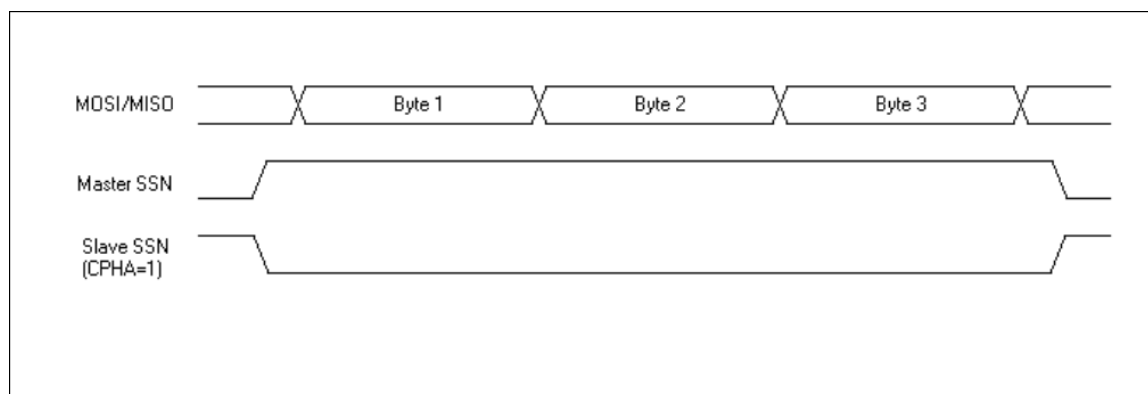 MOSI/MISO
Byte 1
Byte 2
Byte 3
Master SSN
Slave SSN
(CPHA=1)